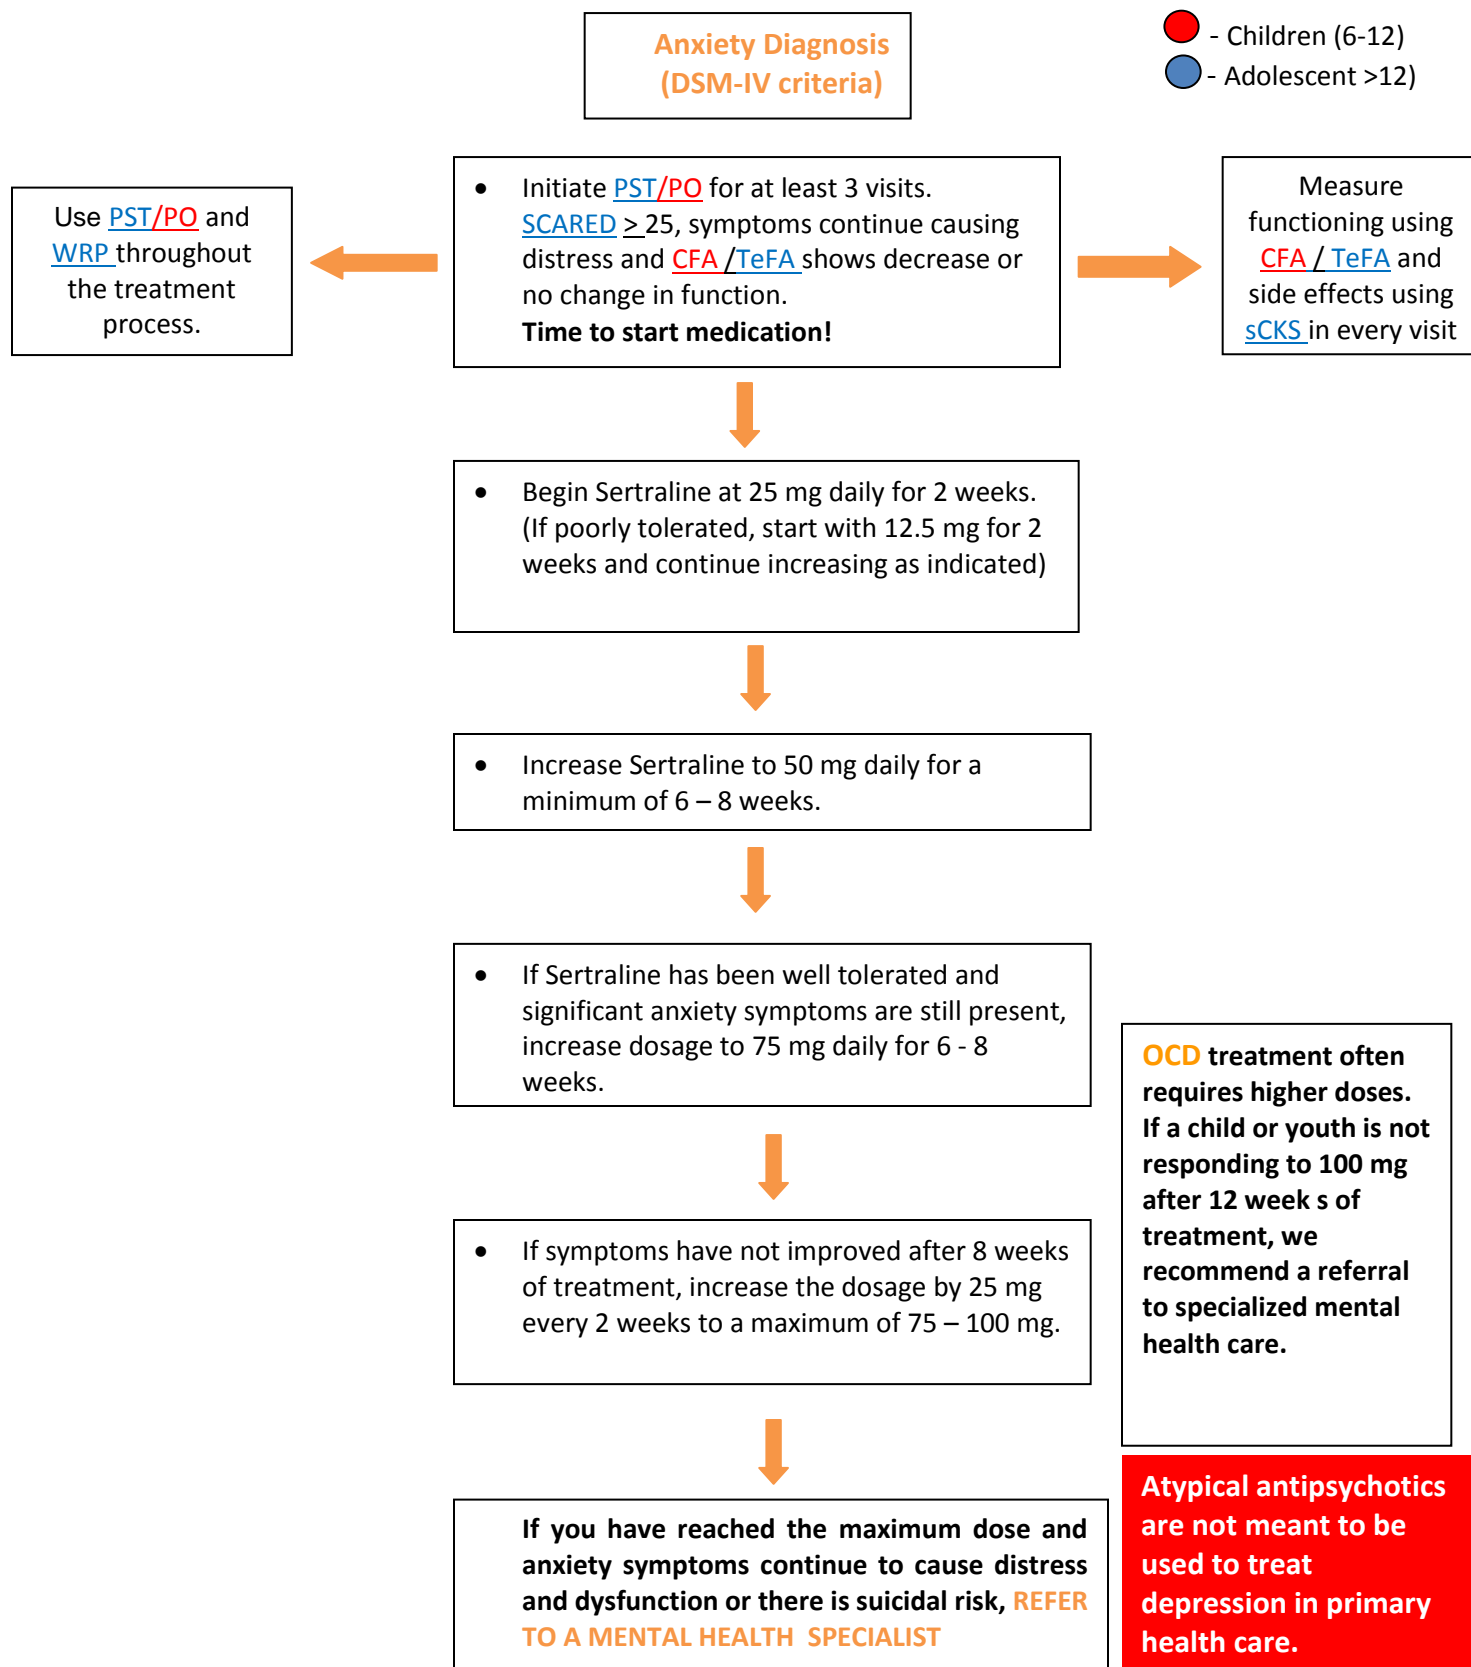 Anxiety Diagnosis
(DSM-IV criteria)
- Children (6-12)
- Adolescent >12)
Use PST/PO and
WRP throughout
the treatment
process.
• Initiate PST/PO for at least 3 visits.
SCARED > 25, symptoms continue causing
distress and CFA /TeFA shows decrease or
no change in function.
Time to start medication!
Measure
functioning using
CFA / TeFA and
side effects using
sCKS in every visit
• Begin Sertraline at 25 mg daily for 2 weeks.
(If poorly tolerated, start with 12.5 mg for 2
weeks and continue increasing as indicated)
• Increase Sertraline to 50 mg daily for a
minimum of 6 – 8 weeks.
• If Sertraline has been well tolerated and
significant anxiety symptoms are still present,
increase dosage to 75 mg daily for 6 - 8
weeks.
• If symptoms have not improved after 8 weeks
of treatment, increase the dosage by 25 mg
every 2 weeks to a maximum of 75 – 100 mg.
OCD treatment often
requires higher doses.
If a child or youth is not
responding to 100 mg
after 12 week s of
treatment, we
recommend a referral
to specialized mental
health care.
If you have reached the maximum dose and
anxiety symptoms continue to cause distress
and dysfunction or there is suicidal risk, REFER
TO A MENTAL HEALTH SPECIALIST
Atypical antipsychotics
are not meant to be
used to treat
depression in primary
health care.